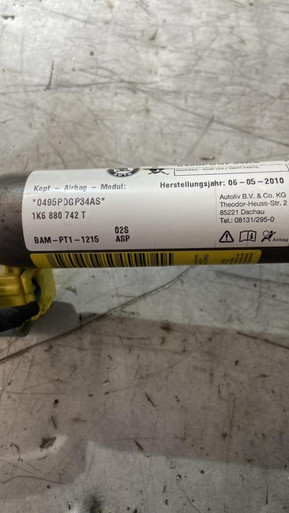 Kopf - Airbag - Modul:
Herstellungsjahr: 06-05-2010
*0495PDGP34AS*
1K6 880 742 T
Autoliv B.V. & Co. KG
Theodor-Heuss-Str. 2
85221 Dachau
Tel.: 08131/295-0
02S
BAM-PT1-1215 ASP
Airbag